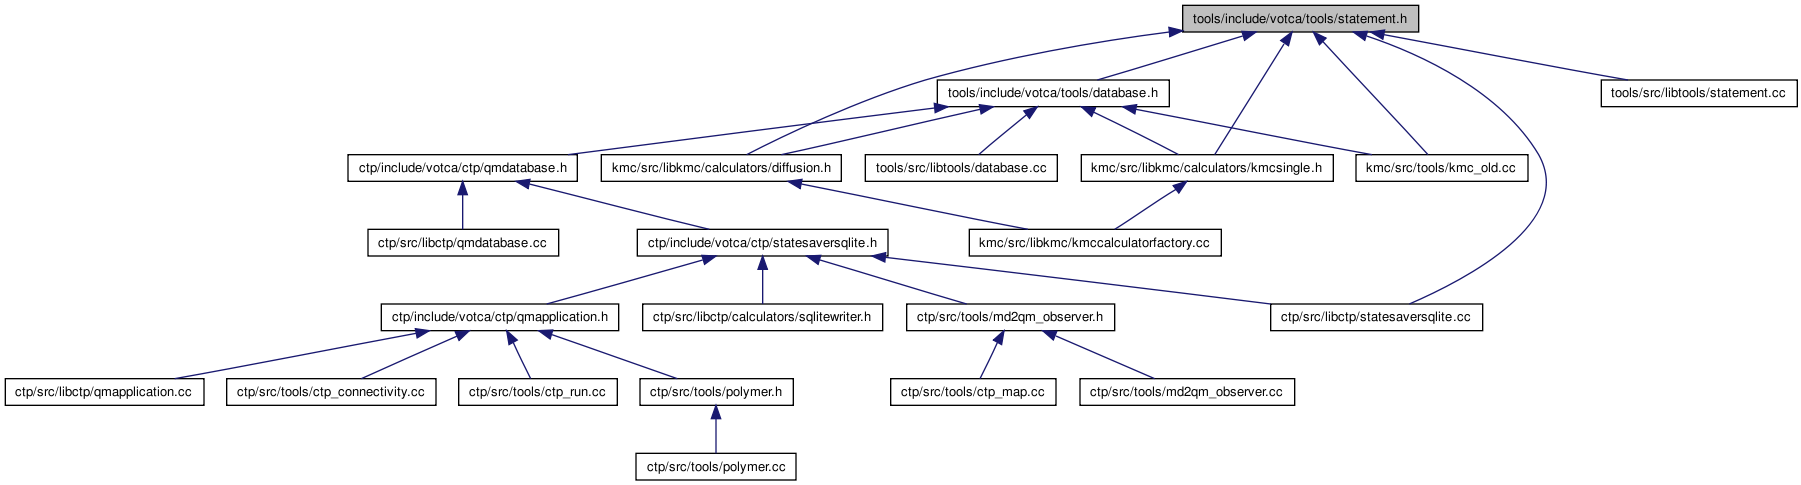 tools/include/votca/tools/statement.h
tools/include/votca/tools/database.h
tools/src/libtools/statement.cc
ctp/include/votca/ctp/qmdatabase.h
kmc/src/libkmc/calculators/diffusion.h
tools/src/libtools/database.cc
kmc/src/libkmc/calculators/kmcsingle.h
kmc/src/tools/kmc_old.cc
ctp/src/libctp/qmdatabase.cc
ctp/include/votca/ctp/statesaversqlite.h
kmc/src/libkmc/kmccalculatorfactory.cc
ctp/include/votca/ctp/qmapplication.h
ctp/src/libctp/calculators/sqlitewriter.h
ctp/src/tools/md2qm_observer.h
ctp/src/libctp/statesaversqlite.cc
ctp/src/libctp/qmapplication.cc
ctp/src/tools/ctp_connectivity.cc
ctp/src/tools/ctp_run.cc
ctp/src/tools/polymer.h
ctp/src/tools/ctp_map.cc
ctp/src/tools/md2qm_observer.cc
ctp/src/tools/polymer.cc